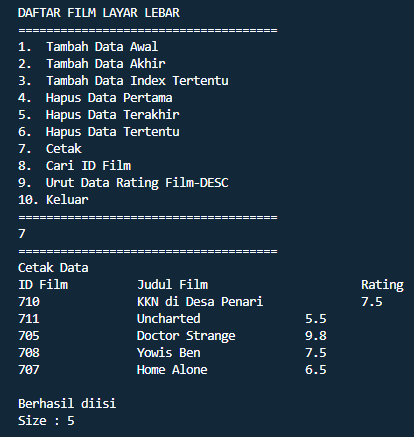 DAFTAR FILM LAYAR LEBAR
=====================================
1.  Tambah Data Awal
2.  Tambah Data Akhir
3.  Tambah Data Index Tertentu
4.  Hapus Data Pertama
5.  Hapus Data Terakhir
6.  Hapus Data Tertentu
7.  Cetak
8.  Cari ID Film
9.  Urut Data Rating Film-DESC
10. Keluar
=====================================
7
=====================================
Cetak Data
ID Film          Judul Film                      Rating
710              KKN di Desa Penari              7.5
711              Uncharted               5.5
705              Doctor Strange          9.8
708              Yowis Ben               7.5
707              Home Alone              6.5
Berhasil diisi
Size : 5